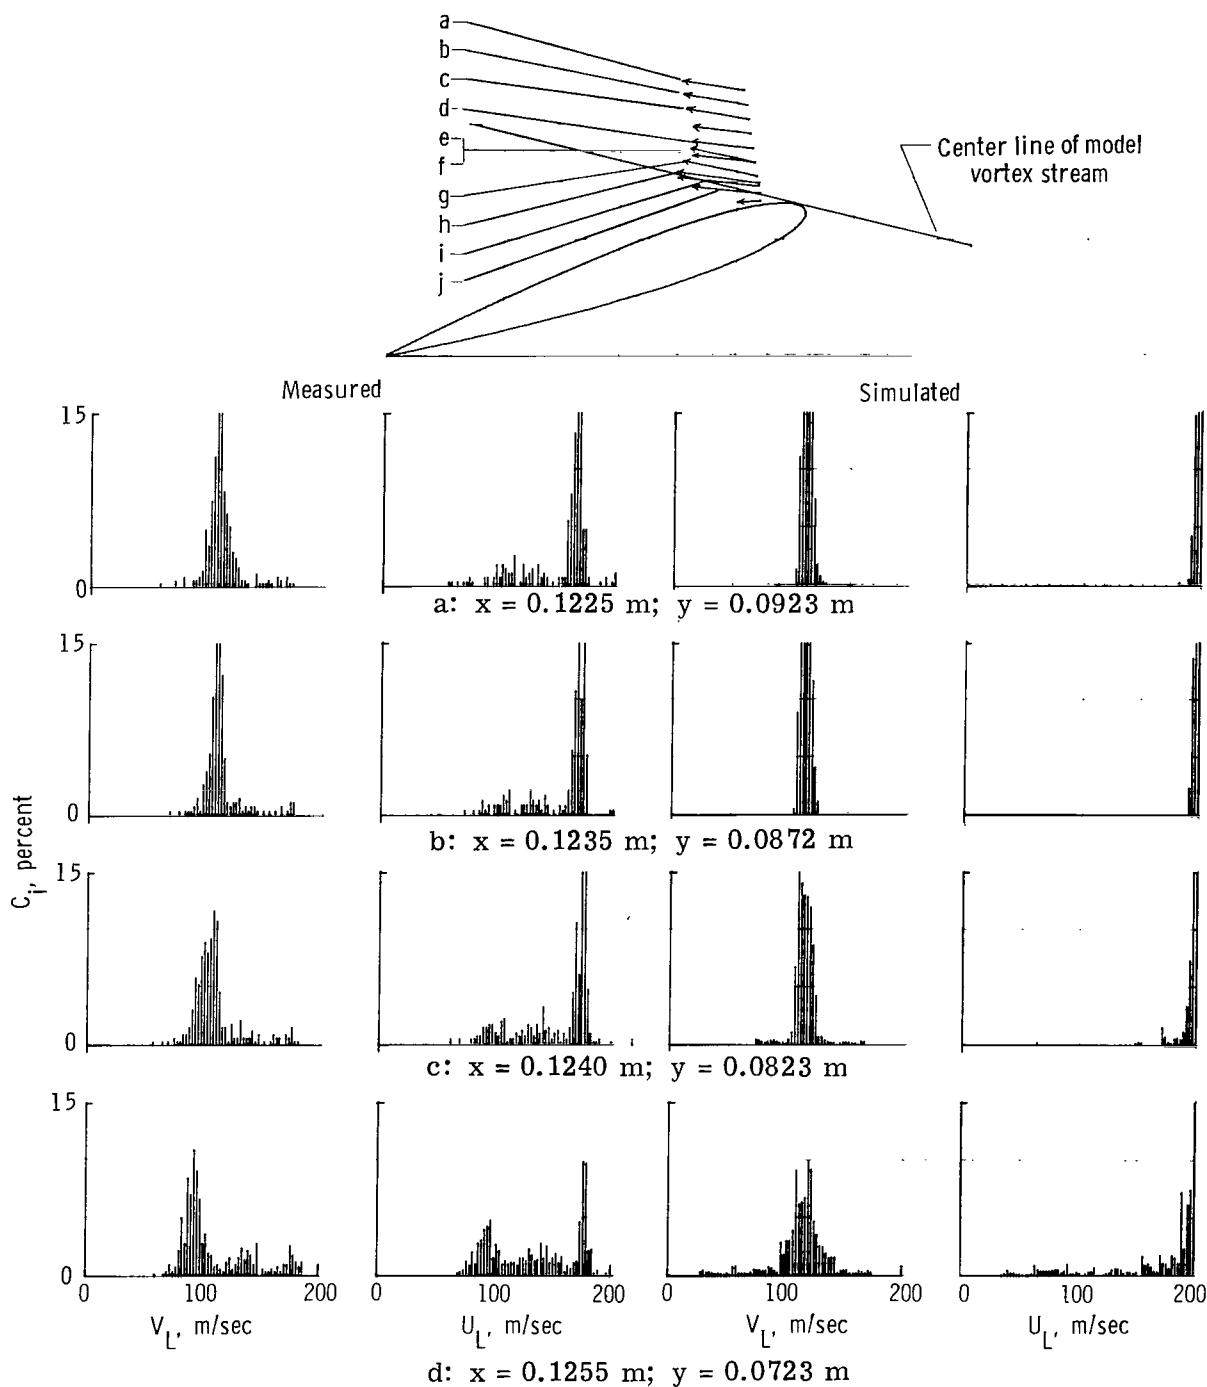 a
b
c
d
e
f
g
h
i
j
Center line of model
vortex stream
Measured
Simulated
15
0
a: x = 0.1225 m; y = 0.0923 m
15
0
b: x = 0.1235 m; y = 0.0872 m
C_i, percent
15
0
c: x = 0.1240 m; y = 0.0823 m
15
0
0 100 200 0 100 200 0 100 200 0 100 200
V_L, m/sec U_L, m/sec V_L, m/sec U_L, m/sec
d: x = 0.1255 m; y = 0.0723 m